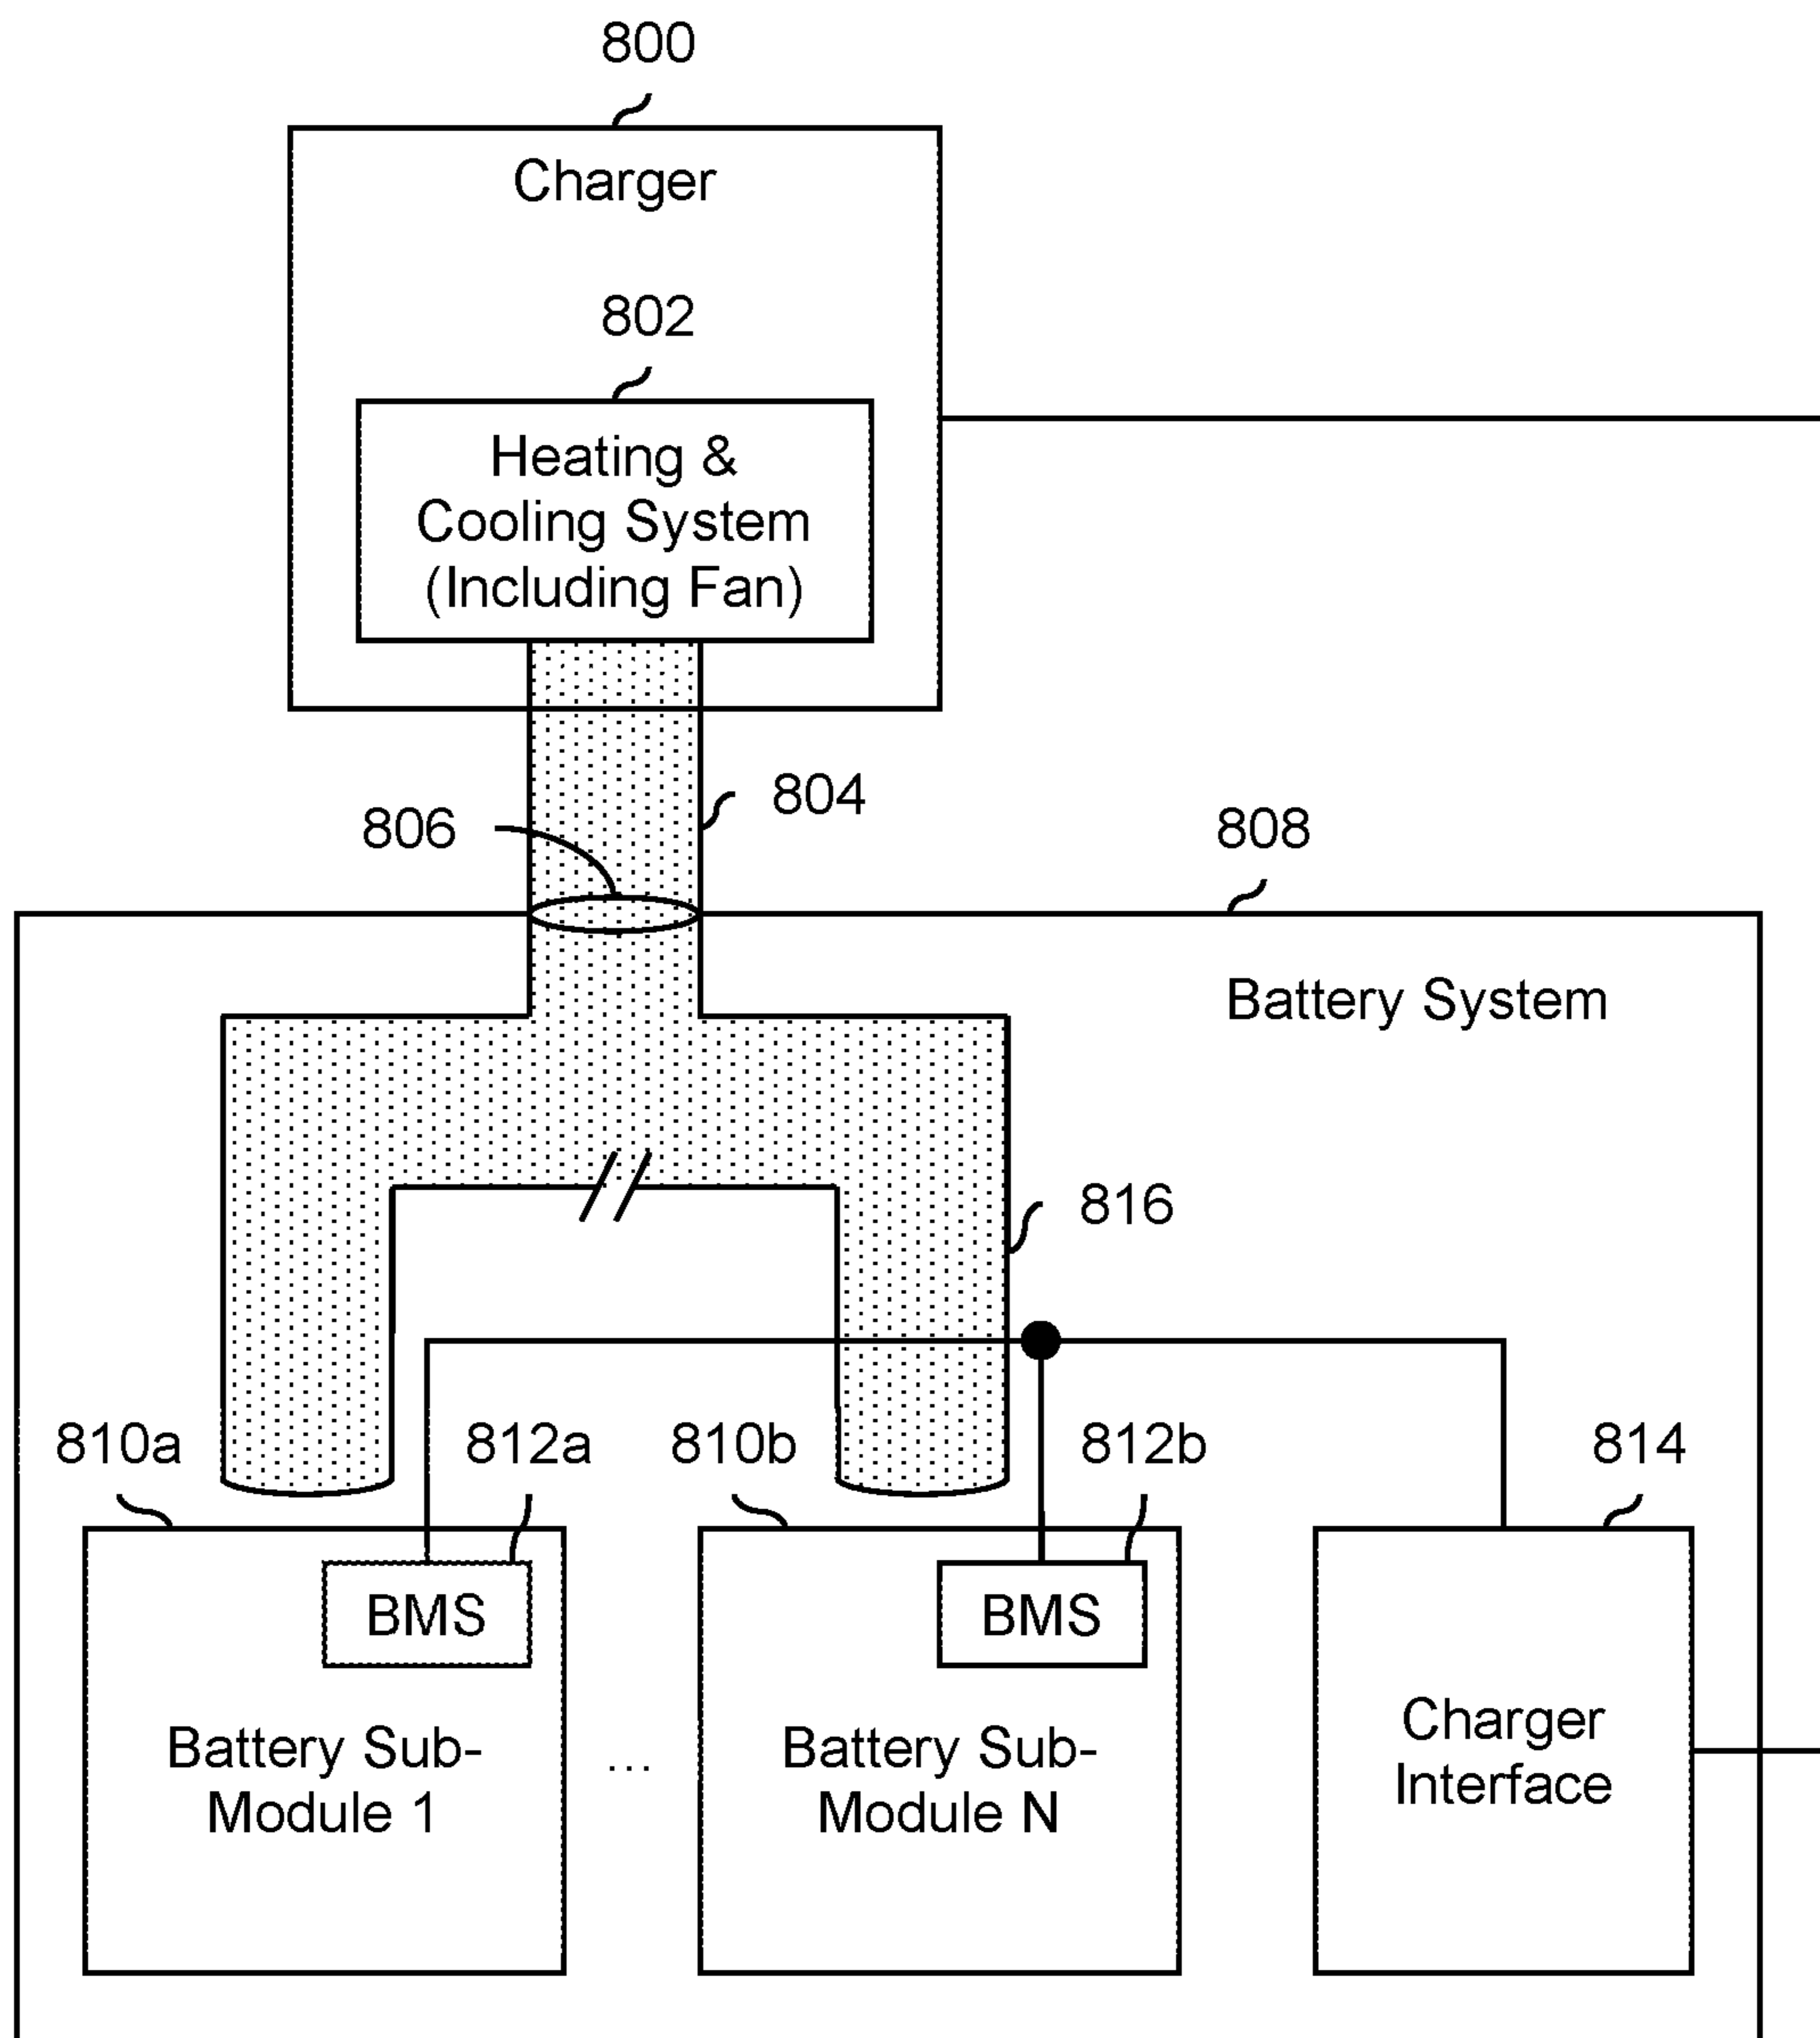 800
Charger
802
Heating &
Cooling System
(Including Fan)
804
806
808
Battery System
816
810a
812a
810b
812b
814
BMS
BMS
Battery Sub-
Module 1
...
Battery Sub-
Module N
Charger
Interface